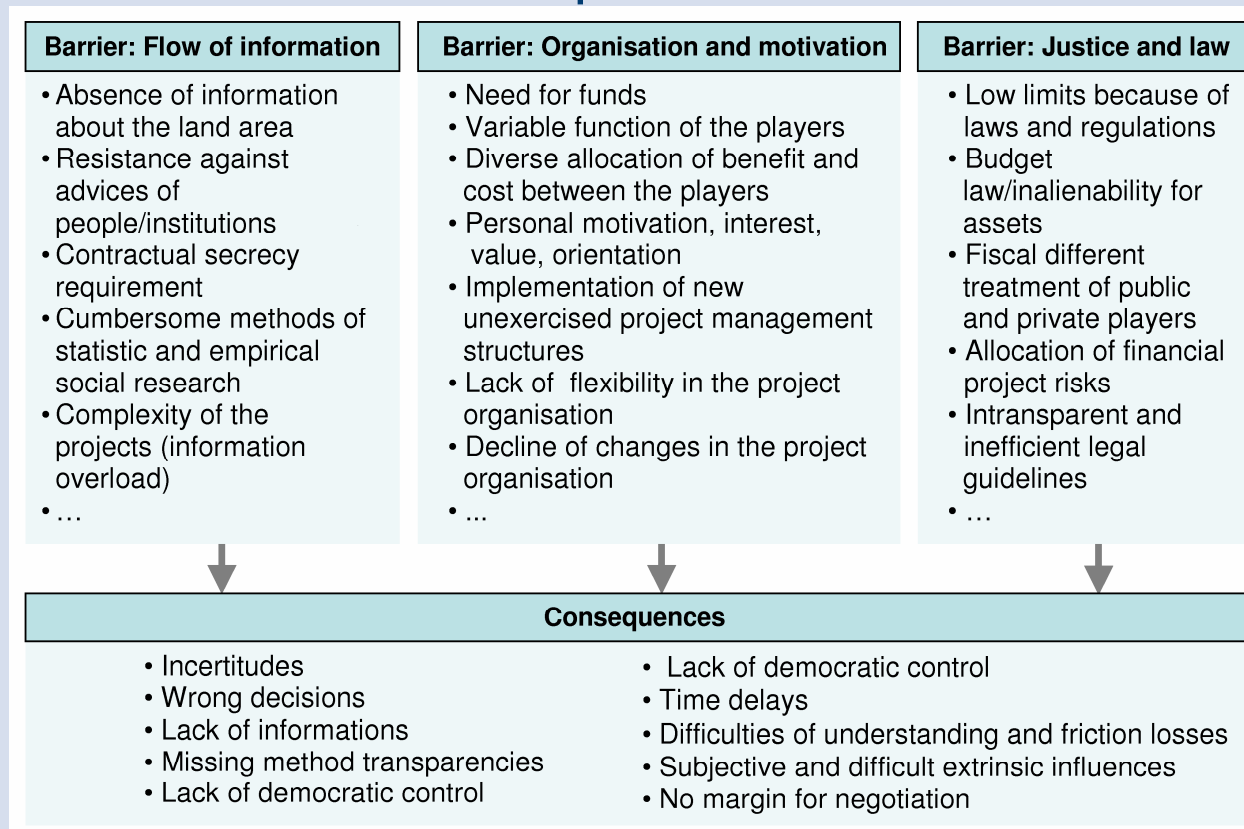 Barrier: Flow of information
• Absence of information
about the land area
• Resistance against
advices of
people/institutions
• Contractual secrecy
requirement
• Cumbersome methods of
statistic and empirical
social research
• Complexity of the
projects (information
overload)
• …
Barrier: Organisation and motivation
• Need for funds
• Variable function of the players
• Diverse allocation of benefit and
cost between the players
• Personal motivation, interest,
value, orientation
• Implementation of new
unexercised project management
structures
• Lack of  flexibility in the project
organisation
• Decline of changes in the project
organisation
• ...
Barrier: Justice and law
• Low limits because of
laws and regulations
• Budget
law/inalienability for
assets
• Fiscal different
treatment of public
and private players
• Allocation of financial
project risks
• Intransparent and
inefficient legal
guidelines
• …
Consequences
• Incertitudes
• Wrong decisions
• Lack of informations
• Missing method transparencies
• Lack of democratic control
• Lack of democratic control
• Time delays
• Difficulties of understanding and friction losses
• Subjective and difficult extrinsic influences
• No margin for negotiation